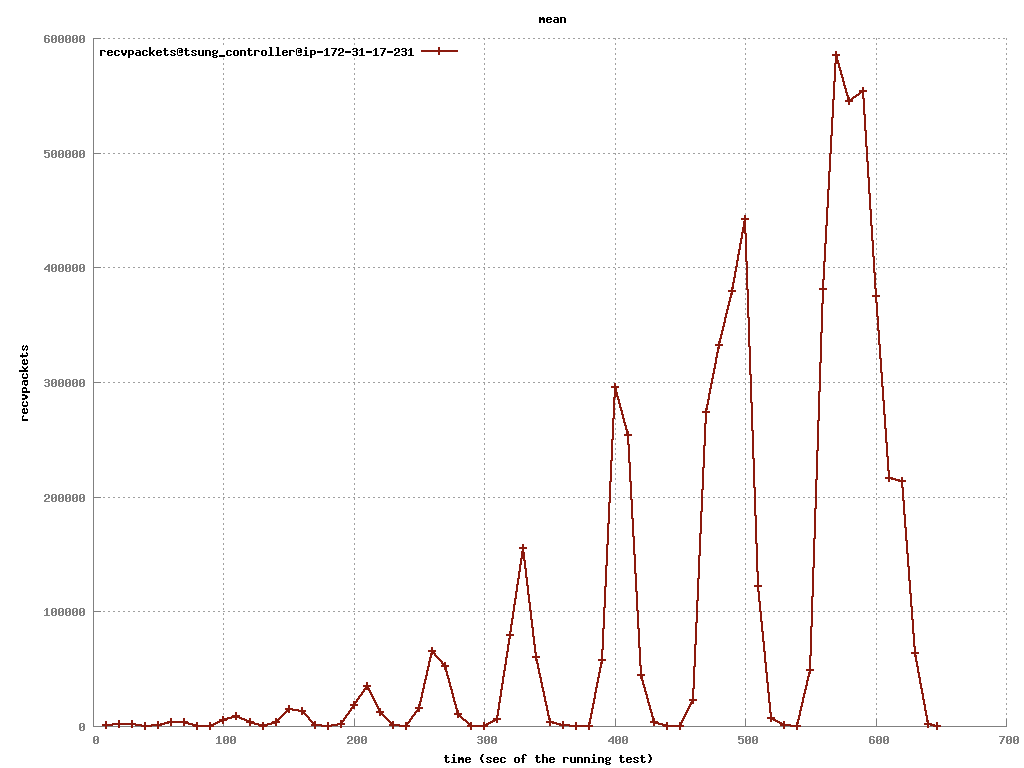 mean
recvpackets@tsung_controller@ip-172-31-17-231
600000
500000
400000
300000
200000
100000
0
recvpackets
0 100 200 300 400 500 600 700
time (sec of the running test)